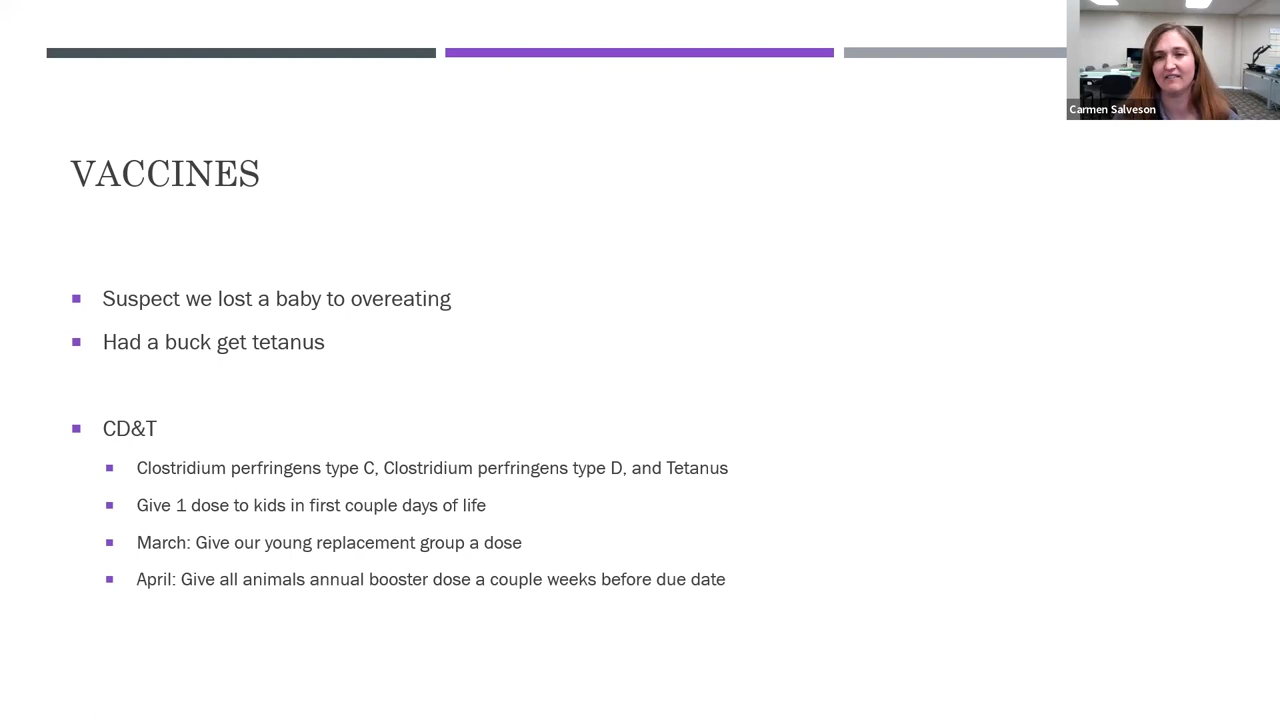 Carmen Salveson
VACCINES
Suspect we lost a baby to overeating
Had a buck get tetanus
CD&T
Clostridium perfringens type C, Clostridium perfringens type D, and Tetanus
Give 1 dose to kids in first couple days of life
March: Give our young replacement group a dose
April: Give all animals annual booster dose a couple weeks before due date